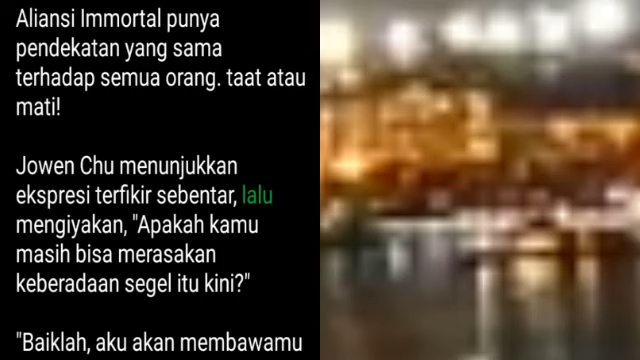 Aliansi Immortal punya
pendekatan yang sama
terhadap semua orang. taat atau
mati!
Jowen Chu menunjukkan
ekspresi terfikir sebentar, lalu
mengiyakan, "Apakah kamu
masih bisa merasakan
keberadaan segel itu kini?"
"Baiklah, aku akan membawamu